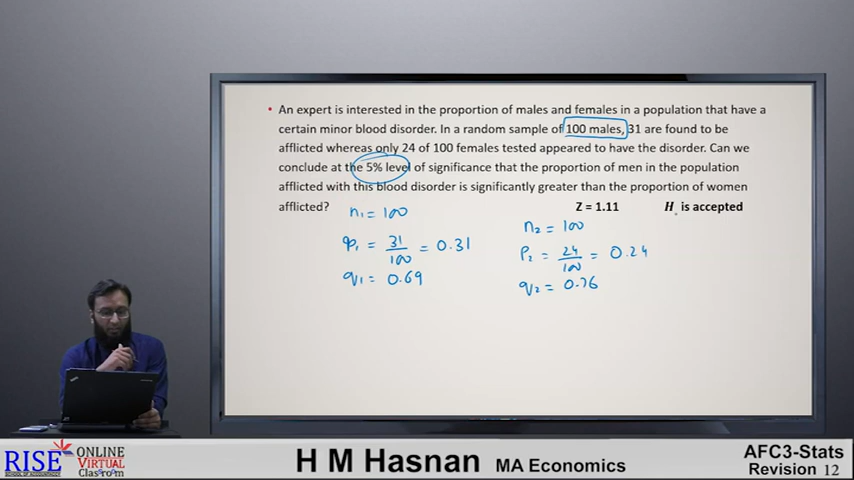 • An expert is interested in the proportion of males and females in a population that have a
certain minor blood disorder. In a random sample of 100 males, 31 are found to be
afflicted whereas only 24 of 100 females tested appeared to have the disorder. Can we
conclude at the 5% level of significance that the proportion of men in the population
afflicted with this blood disorder is significantly greater than the proportion of women
afflicted? Z = 1.11 H. is accepted
n₁ = 100
p₁ = 31/100 = 0.31
q₁ = 0.69
n₂ = 100
p₂ = 24/100 = 0.24
q₂ = 0.76
RISE
SCHOOL OF ACCOUNTANCY
ONLINE
VIRTUAL
Classroom
H M Hasnan MA Economics
AFC3-Stats
Revision 12